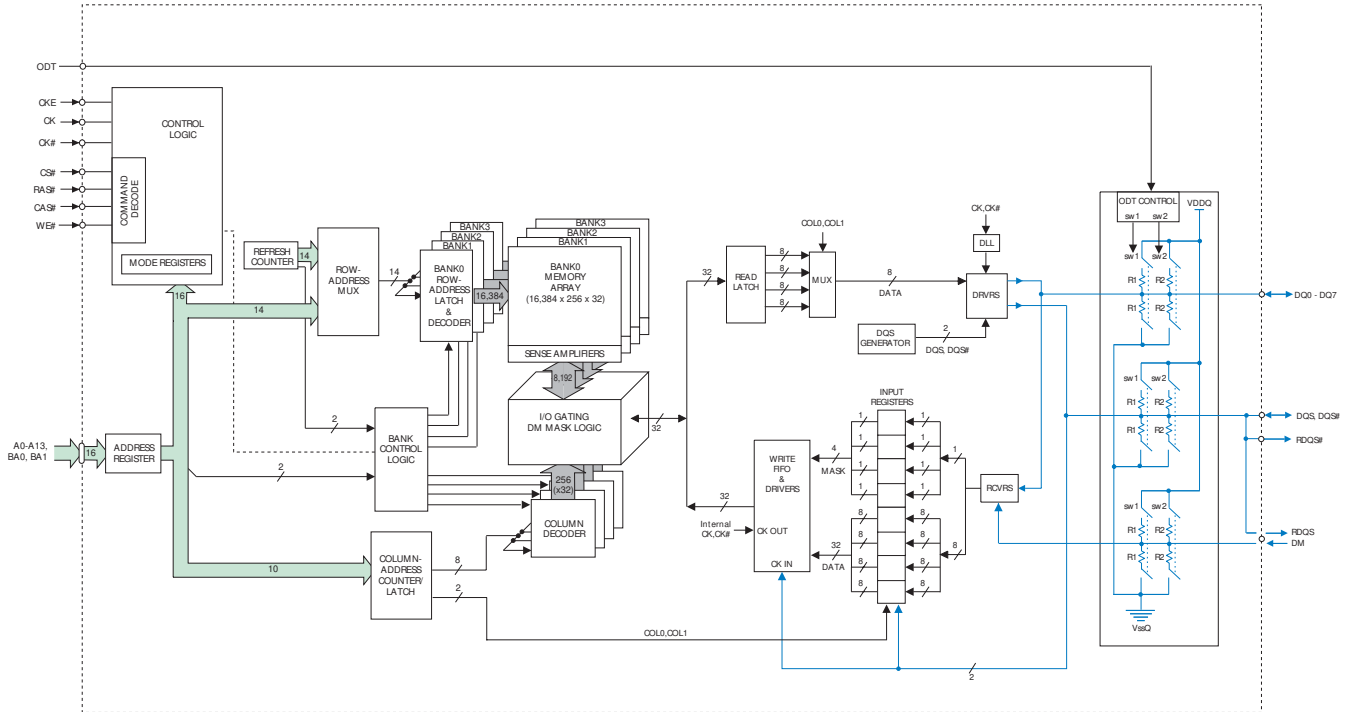 ODT
CKE
CK
CK#
CS#
RAS#
CAS#
WE#
CONTROL
LOGIC
COMMAND
DECODE
MODE REGISTERS
16
REFRESH
COUNTER
14
ROW-
ADDRESS
MUX
14
14
BANK3
BANK2
BANK1
BANK0
ROW-
ADDRESS
LATCH
&
DECODER
16,384
BANK3
BANK2
BANK1
BANK0
MEMORY
ARRAY
(16,384 x 256 x 32)
SENSE AMPLIFIERS
8,192
I/O GATING
DM MASK LOGIC
32
256
(x32)
COLUMN
DECODER
2
2
BANK
CONTROL
LOGIC
A0-A13,
BA0, BA1
16
ADDRESS
REGISTER
10
COLUMN-
ADDRESS
COUNTER/
LATCH
8
2
COL0,COL1
32
READ
LATCH
8
8
8
8
COL0,COL1
MUX
8
DATA
CK,CK#
DLL
DRVRS
DQS
GENERATOR
2
DQS, DQS#
INPUT
REGISTERS
1
1
1
1
1
1
1
1
1
4
MASK
WRITE
FIFO
&
DRIVERS
CK OUT
CK IN
Internal
CK,CK#
32
32
DATA
8
8
8
8
8
8
8
8
8
RCVRS
2
ODT CONTROL
sw1
sw2
VDDQ
sw1
sw2
R1
R2
R1
R2
sw1
sw2
R1
R2
R1
R2
sw1
sw2
R1
R2
R1
R2
VssQ
DQ0 - DQ7
DQS, DQS#
RDQS#
RDQS
DM